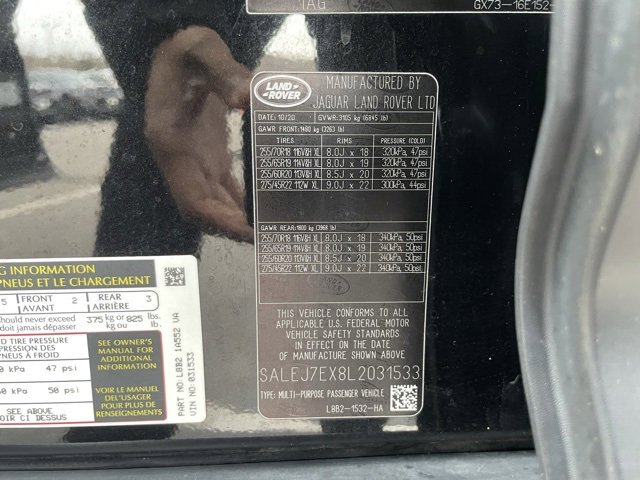 GX73-16E152-
LAND ROVER
MANUFACTURED BY
JAGUAR LAND ROVER LTD
DATE: 10/20 GVWR: 3105 kg (6845 lb)
GAWR FRONT: 1480 kg (3263 lb)
TIRES RIMS PRESSURE (COLD)
255/70R18 116V&H XL 8.0J x 18 320kPa, 47psi
255/65R19 114V&H XL 8.0J x 19 320kPa, 47psi
255/60R20 113V&H XL 8.5J x 20 320kPa, 47psi
275/45R22 112W XL 9.0J x 22 300kPa, 44psi
GAWR REAR: 1800 kg (3968 lb)
255/70R18 116V&H XL 8.0J x 18 340kPa, 50psi
255/65R19 114V&H XL 8.0J x 19 340kPa, 50psi
255/60R20 113V&H XL 8.5J x 20 340kPa, 50psi
275/45R22 112W XL 9.0J x 22 340kPa, 50psi
THIS VEHICLE CONFORMS TO ALL
APPLICABLE U.S. FEDERAL MOTOR
VEHICLE SAFETY STANDARDS
IN EFFECT ON THE DATE OF
MANUFACTURE SHOWN ABOVE
SALEJ7EX8L2031533
TYPE: MULTI-PURPOSE PASSENGER VEHICLE
L8B2-1532-HA
G INFORMATION
PNEUS ET LE CHARGEMENT
5 FRONT 2 REAR 3
AVANT ARRIÈRE
should never exceed 375 kg or 825 lbs.
doit jamais dépasser kg ou lb.
D TIRE PRESSURE
PNEUS À FROID
0 kPa 47 psi
0 kPa 50 psi
SEE ABOVE
OIR CI DESSUS
SEE OWNER'S
MANUAL FOR
ADDITIONAL
INFORMATION
VOIR LE MANUEL
DEL'USAGER
POUR PLUS DE
RENSEIGNEMENTS
PART NO: L8B2 1A552 VA
VIN NO: 031533